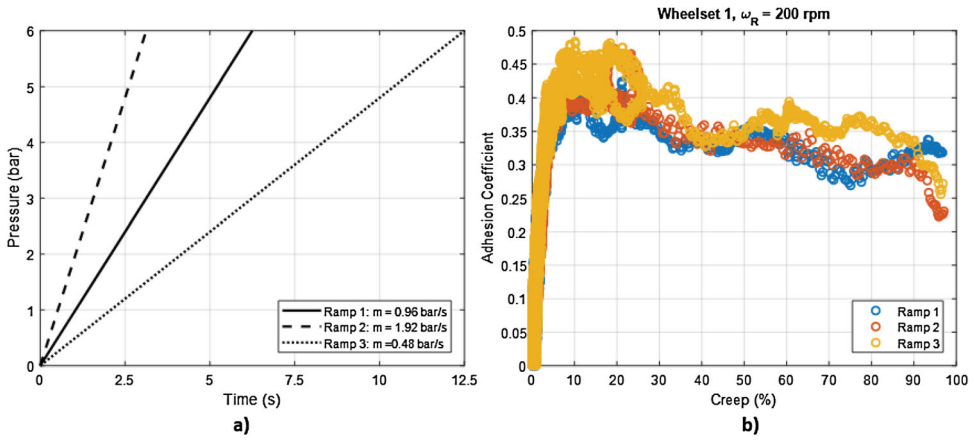 6
5
4
3
2
1
0
Pressure (bar)
0 2.5 5 7.5 10 12.5
Time (s)
Ramp 1: m = 0.96 bar/s
Ramp 2: m = 1.92 bar/s
Ramp 3: m =0.48 bar/s
a)
Wheelset 1, ω_R = 200 rpm
0.5
0.45
0.4
0.35
0.3
0.25
0.2
0.15
0.1
0.05
0
Adhesion Coefficient
0 10 20 30 40 50 60 70 80 90 100
Creep (%)
Ramp 1
Ramp 2
Ramp 3
b)